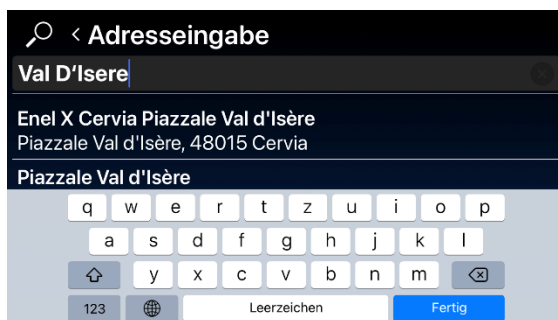 < Adresseingabe
Val D'Isere
Enel X Cervia Piazzale Val d'Isère
Piazzale Val d'Isère, 48015 Cervia
Piazzale Val d'Isère
q w e r t z u i o p
a s d f g h j k l
y x c v b n m
123 Leerzeichen Fertig